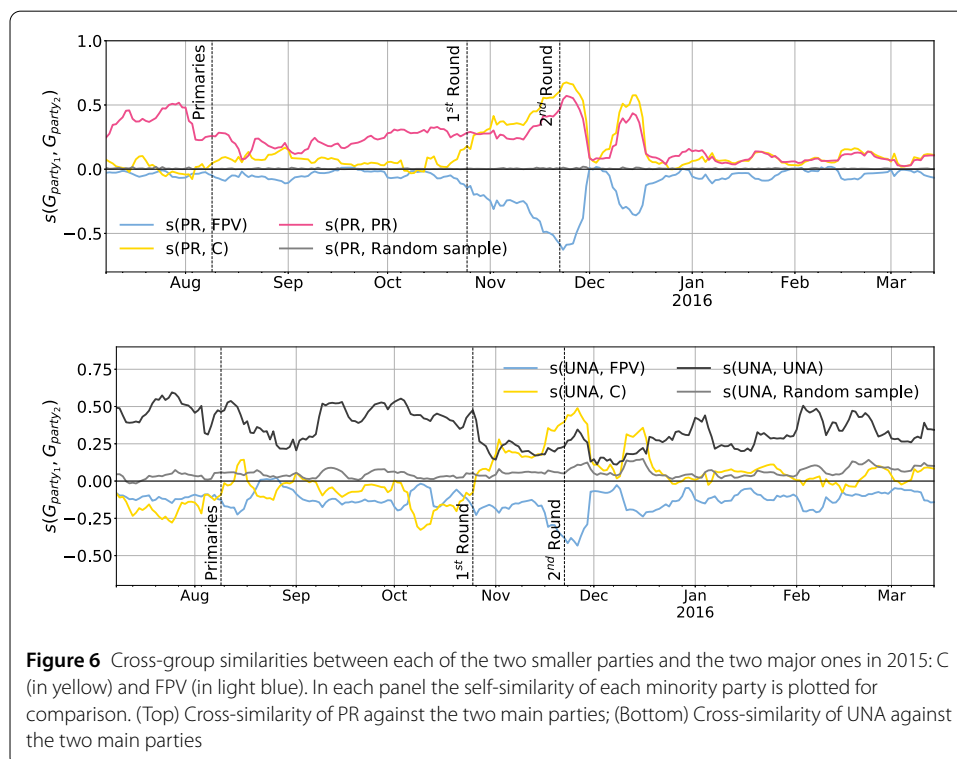 s(G_party₁, G_party₂)
1.0
0.5
0.0
−0.5
Primaries
1st Round
2nd Round
s(PR, FPV)
s(PR, C)
s(PR, PR)
s(PR, Random sample)
Aug Sep Oct Nov Dec Jan Feb Mar
2016
s(G_party₁, G_party₂)
0.75
0.50
0.25
0.00
−0.25
−0.50
s(UNA, FPV)
s(UNA, C)
s(UNA, UNA)
s(UNA, Random sample)
Primaries
1st Round
2nd Round
Aug Sep Oct Nov Dec Jan Feb Mar
2016
Figure 6 Cross-group similarities between each of the two smaller parties and the two major ones in 2015: C
(in yellow) and FPV (in light blue). In each panel the self-similarity of each minority party is plotted for
comparison. (Top) Cross-similarity of PR against the two main parties; (Bottom) Cross-similarity of UNA against
the two main parties